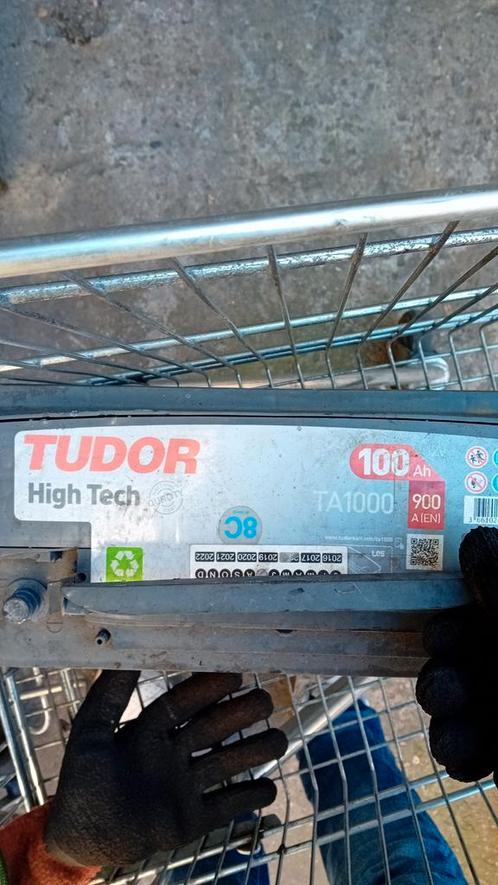 TUDOR
High Tech
100 Ah
TA1000
900
A (EN)
8C
2016 2017 2019 2020 2021 2022
J F M A M J J A S O N D